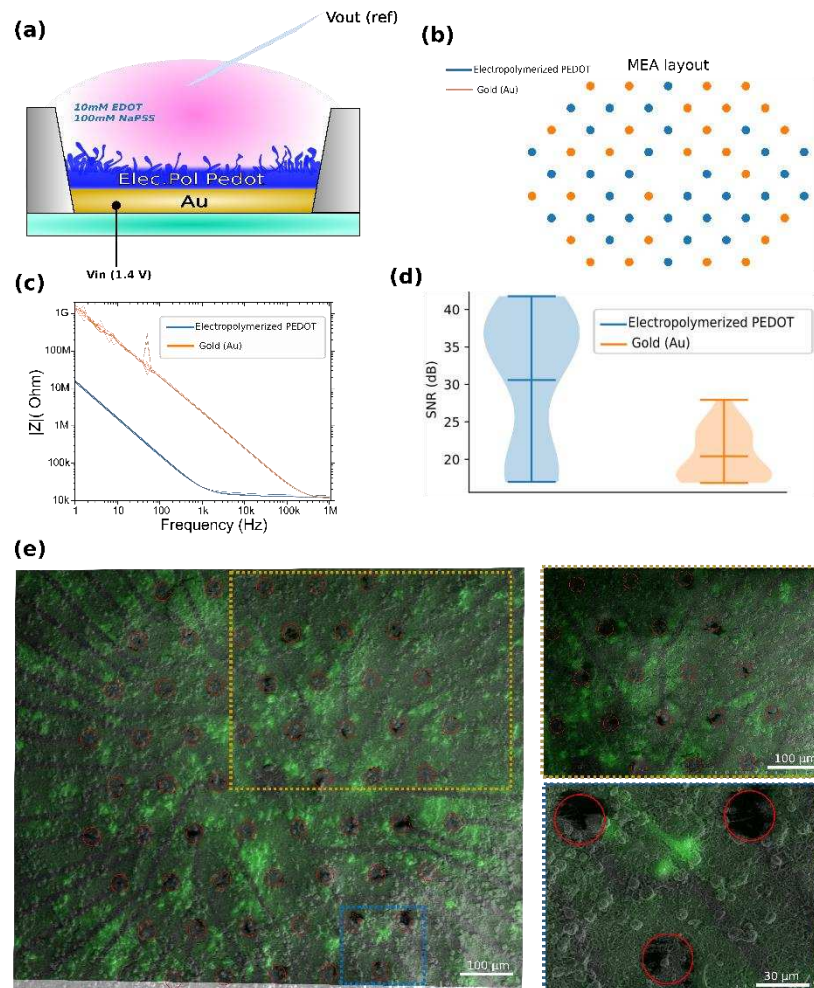 (a)
Vout (ref)
10mM EDOT
100mM NaPSS
Elec.Pol Pedot
Au
Vin (1.4 V)
(b)
MEA layout
Electropolymerized PEDOT
Gold (Au)
(c)
|Z|( Ohm)
1G
100M
10M
1M
100k
10k
Electropolymerized PEDOT
Gold (Au)
1 10 100 1k 10k 100k 1M
Frequency (Hz)
(d)
SNR (dB)
40
30
20
Electropolymerized PEDOT
Gold (Au)
(e)
100 µm
100 µm
30 µm